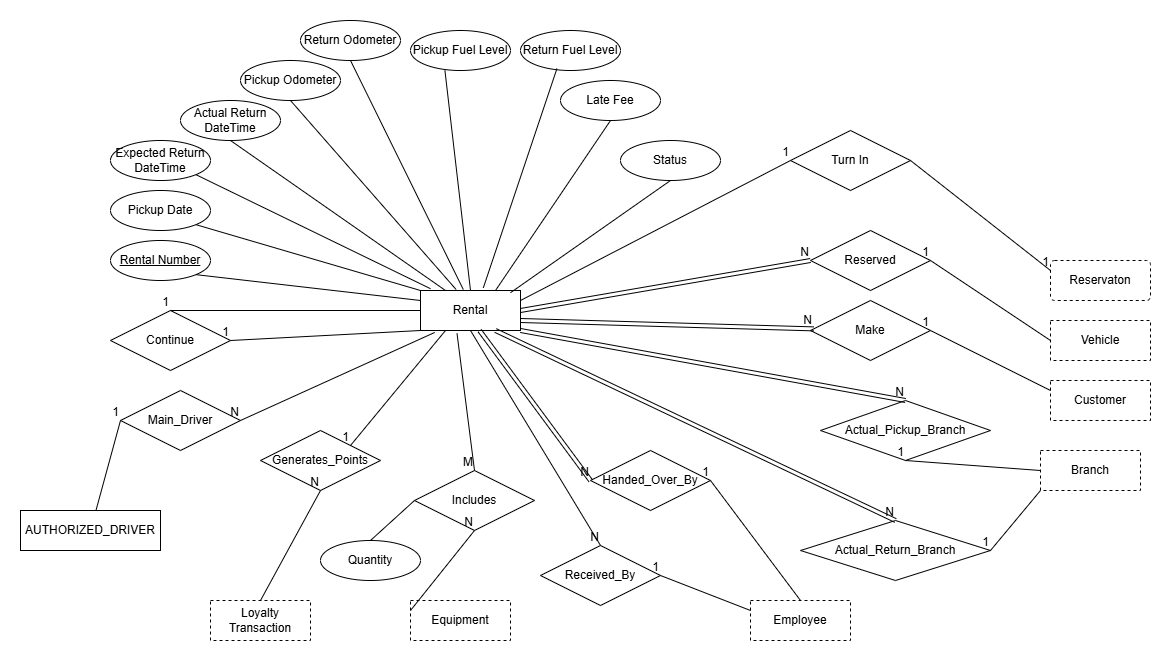 Return Odometer
Pickup Fuel Level
Return Fuel Level
Pickup Odometer
Late Fee
Actual Return
DateTime
Expected Return
DateTime
Status
1
Turn In
Pickup Date
Rental Number
N
Reserved
1
1
Reservaton
1
Rental
N
Make
1
Continue
1
Vehicle
Customer
1
Main_Driver
N
N
Actual_Pickup_Branch
1
1
Generates_Points
N
M
Includes
N
N
Handed_Over_By
1
Branch
AUTHORIZED_DRIVER
Quantity
N
Received_By
1
N
Actual_Return_Branch
1
Loyalty
Transaction
Equipment
Employee